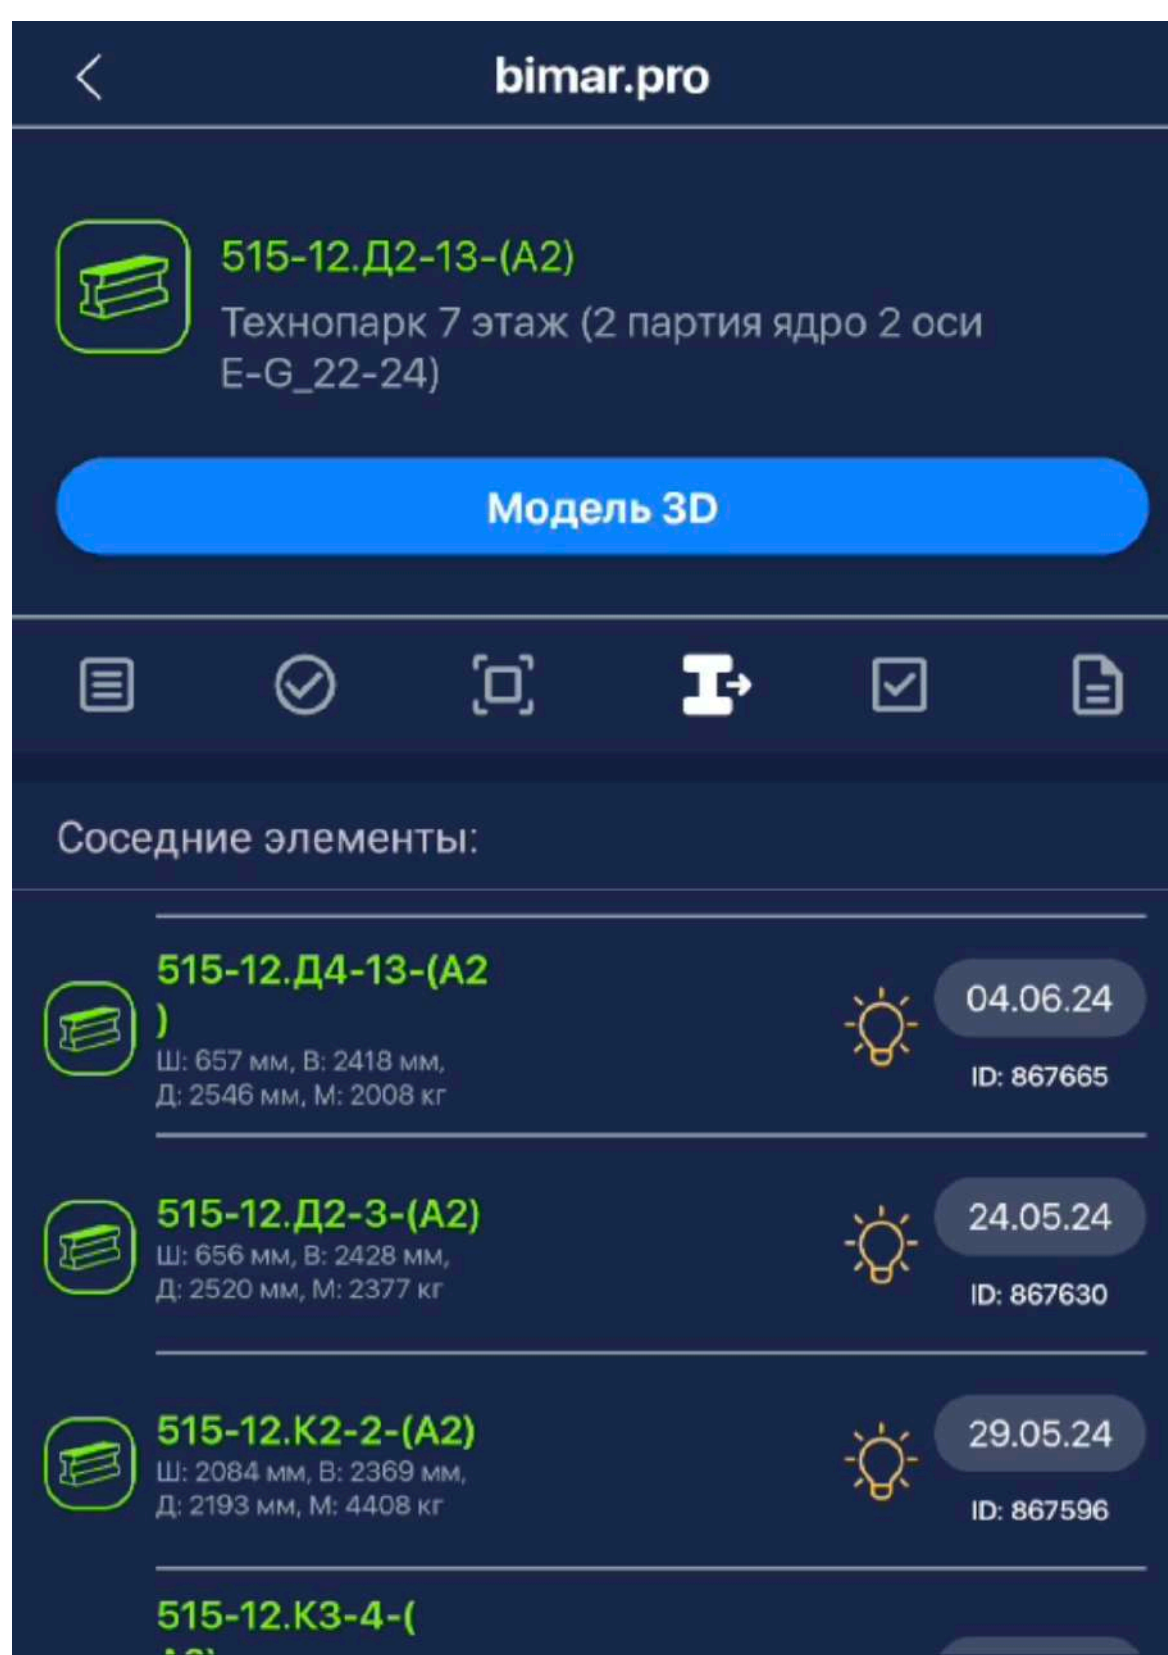 bimar.pro
515-12.Д2-13-(А2)
Технопарк 7 этаж (2 партия ядро 2 оси
E-G_22-24)
Модель 3D
Соседние элементы:
515-12.Д4-13-(А2
)
Ш: 657 мм, В: 2418 мм,
Д: 2546 мм, М: 2008 кг
04.06.24
ID: 867665
515-12.Д2-3-(А2)
Ш: 656 мм, В: 2428 мм,
Д: 2520 мм, М: 2377 кг
24.05.24
ID: 867630
515-12.К2-2-(А2)
Ш: 2084 мм, В: 2369 мм,
Д: 2193 мм, М: 4408 кг
29.05.24
ID: 867596
515-12.К3-4-(